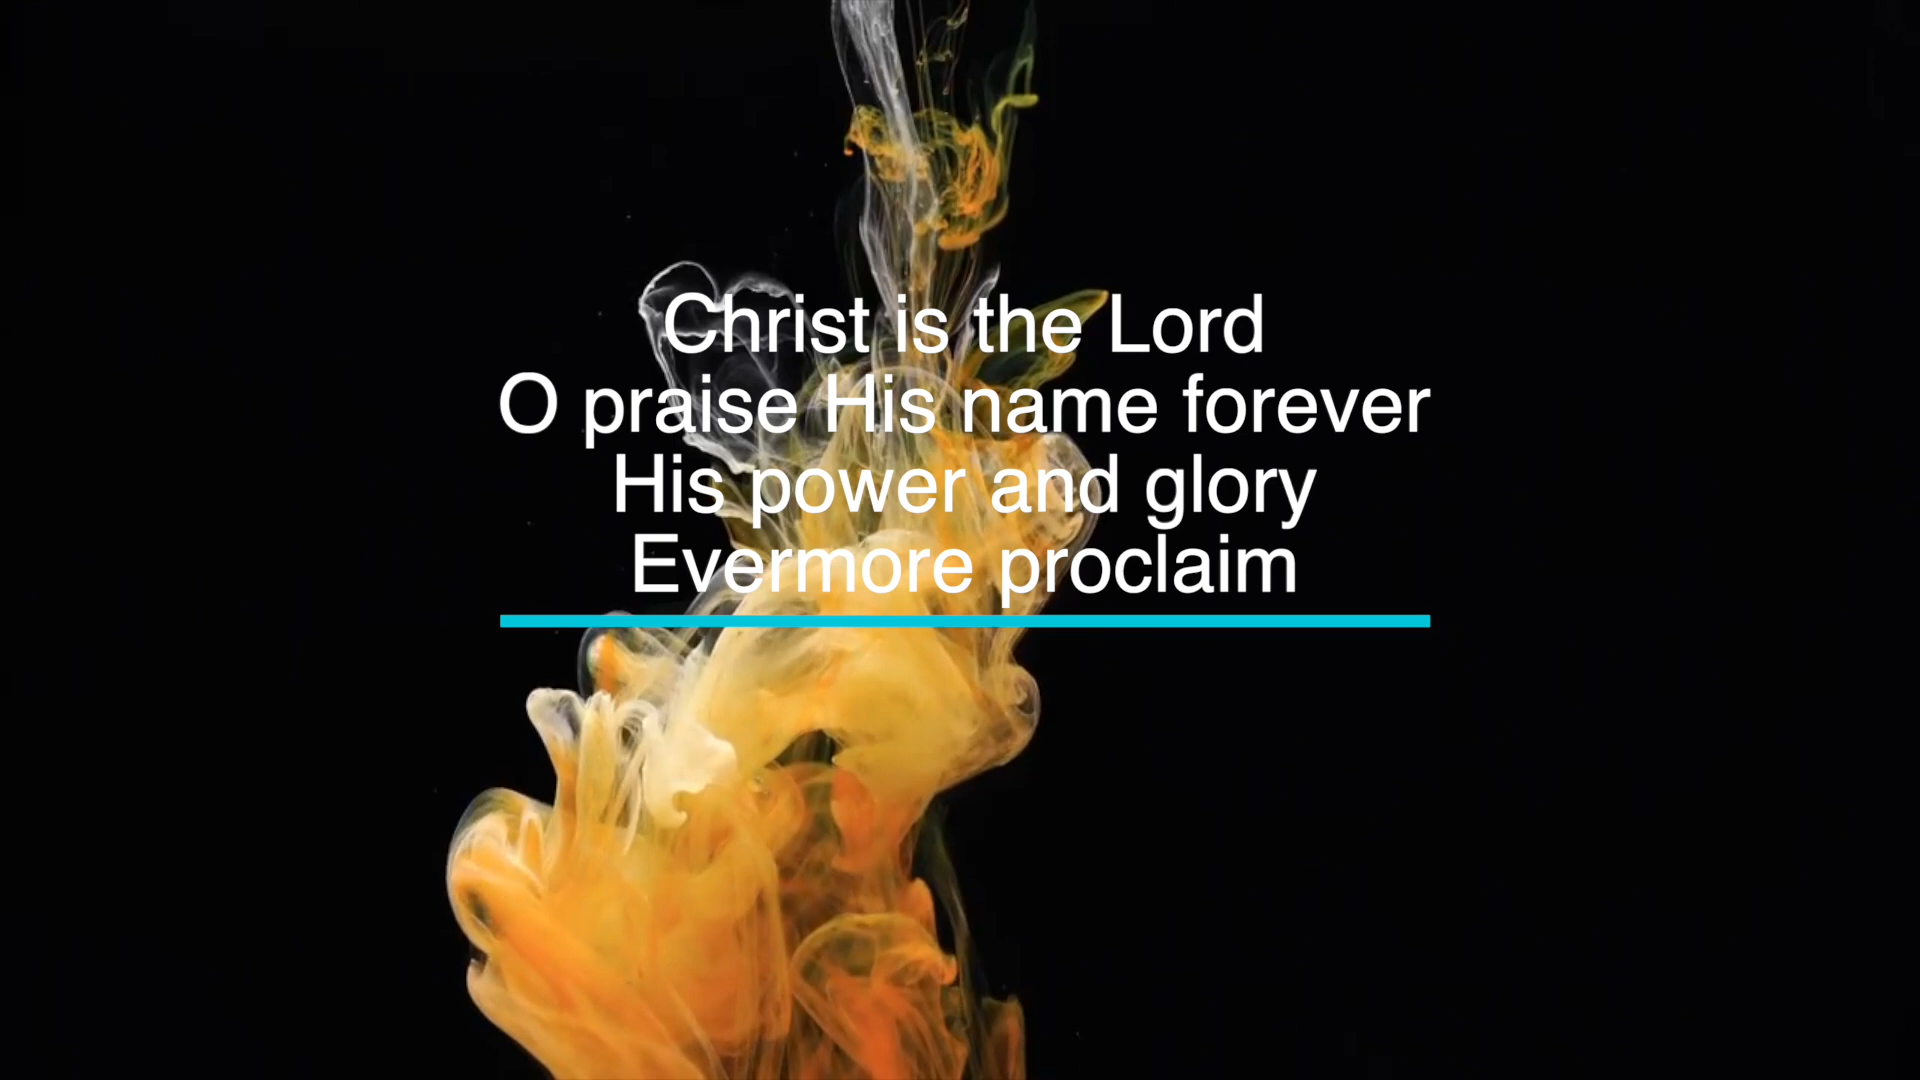 Christ is the Lord
O praise His name forever
His power and glory
Evermore proclaim